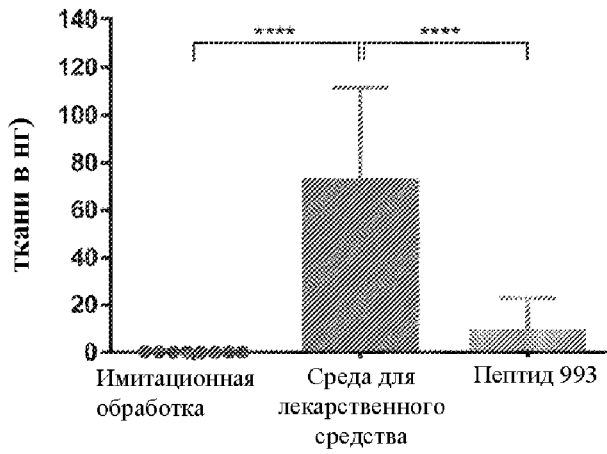 140
120
100
80
60
40
20
0
ткани в нг)
****
****
Имитационная
обработка
Среда для
лекарственного
средства
Пептид 993